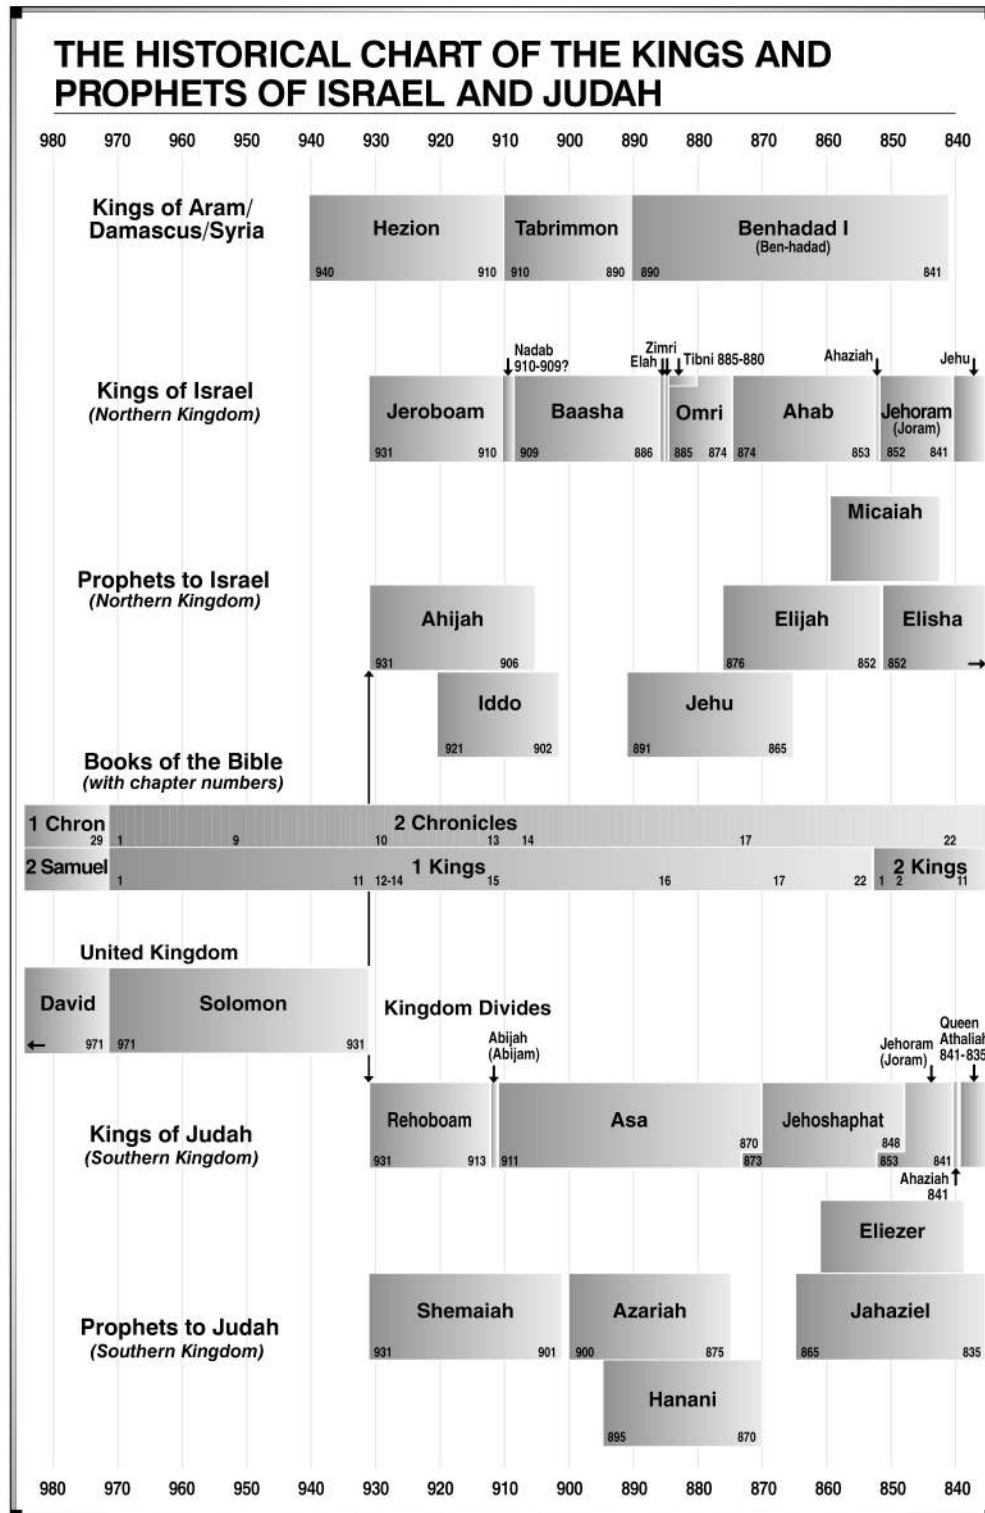 THE HISTORICAL CHART OF THE KINGS AND
PROPHETS OF ISRAEL AND JUDAH
980 970 960 950 940 930 920 910 900 890 880 870 860 850 840
Kings of Aram/
Damascus/Syria
Hezion
940 910
Tabrimmon
910 890
Benhadad I
(Ben-hadad)
890 841
Kings of Israel
(Northern Kingdom)
Jeroboam
931 910
Nadab
910-909?
Baasha
909 886
Elah
Zimri
Tibni 885-880
Omri
885 874
Ahab
874 853
Ahaziah
Jehoram
(Joram)
852 841
Jehu
Prophets to Israel
(Northern Kingdom)
Micaiah
Ahijah
931 906
Elijah
876 852
Elisha
852
Iddo
921 902
Jehu
891 865
Books of the Bible
(with chapter numbers)
1 Chron
29
2 Chronicles
1 9 10 13 14 17 22
2 Samuel
1 Kings
1 11 12-14 15 16 17 22
2 Kings
1 2 11
United Kingdom
David
971
Solomon
971 931
Kingdom Divides
Kings of Judah
(Southern Kingdom)
Rehoboam
931 913
Abijah
(Abijam)
Asa
911 870
873
Jehoshaphat
848
Jehoram
(Joram)
853 841
Ahaziah
841
Queen
Athaliah
841-835
Prophets to Judah
(Southern Kingdom)
Eliezer
Shemaiah
931 901
Azariah
900 875
Jahaziel
865 835
Hanani
895 870
980 970 960 950 940 930 920 910 900 890 880 870 860 850 840